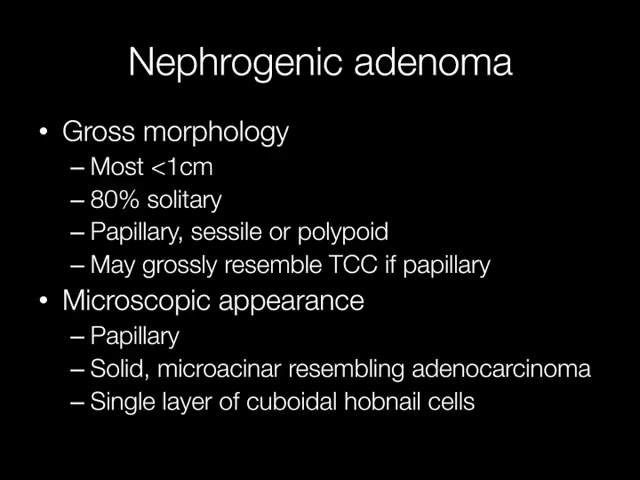 Nephrogenic adenoma
• Gross morphology
– Most <1cm
– 80% solitary
– Papillary, sessile or polypoid
– May grossly resemble TCC if papillary
• Microscopic appearance
– Papillary
– Solid, microacinar resembling adenocarcinoma
– Single layer of cuboidal hobnail cells